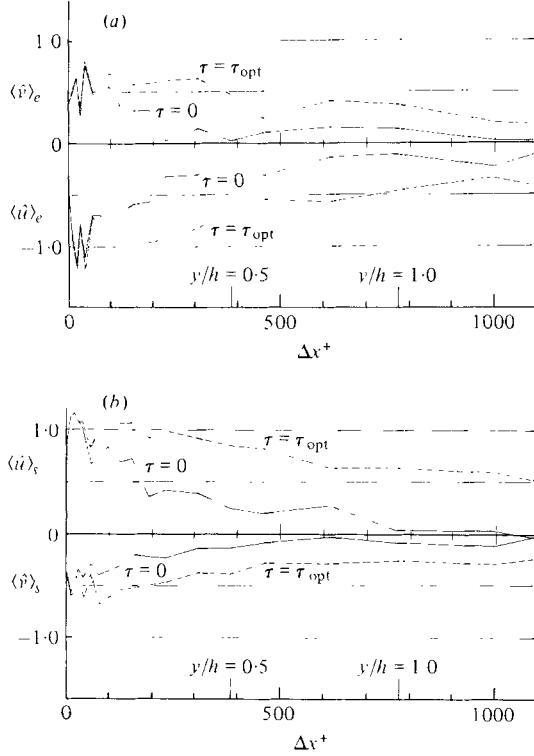 (a)
1·0
τ = τopt
⟨v̂⟩e
τ = 0
0
⟨û⟩e
τ = 0
τ = τopt
−1·0
y/h = 0·5
y/h = 1·0
0
500
1000
Δx+
(b)
1·0
τ = τopt
⟨û⟩s
τ = 0
0
⟨v̂⟩s
τ = 0
τ = τopt
−1·0
y/h = 0·5
y/h = 1 0
0
500
1000
Δx+